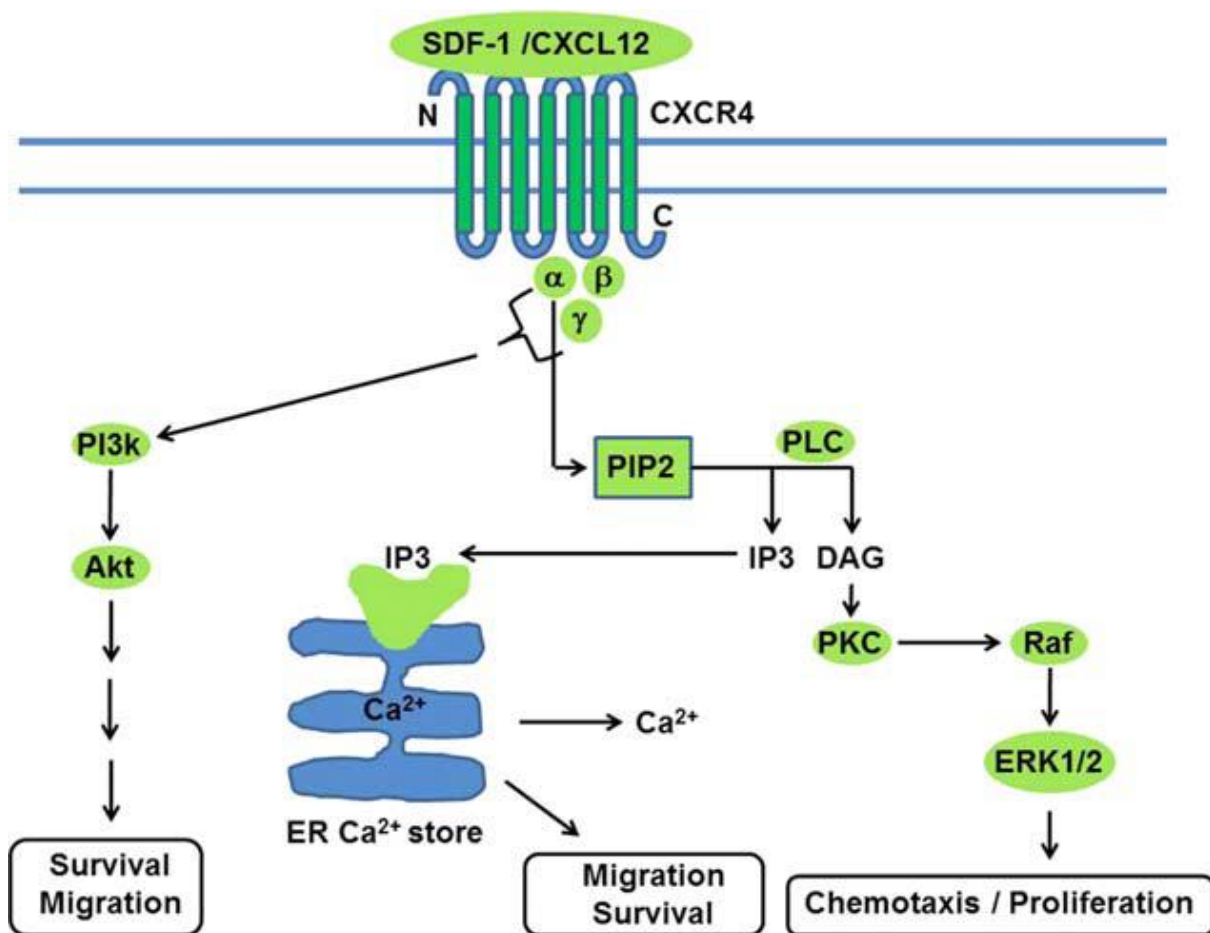 SDF-1 /CXCL12
N
CXCR4
C
α
β
γ
PI3k
PIP2
PLC
Akt
IP3
IP3
DAG
PKC
Raf
Ca²⁺
Ca²⁺
ERK1/2
ER Ca²⁺ store
Survival
Migration
Migration
Survival
Chemotaxis / Proliferation